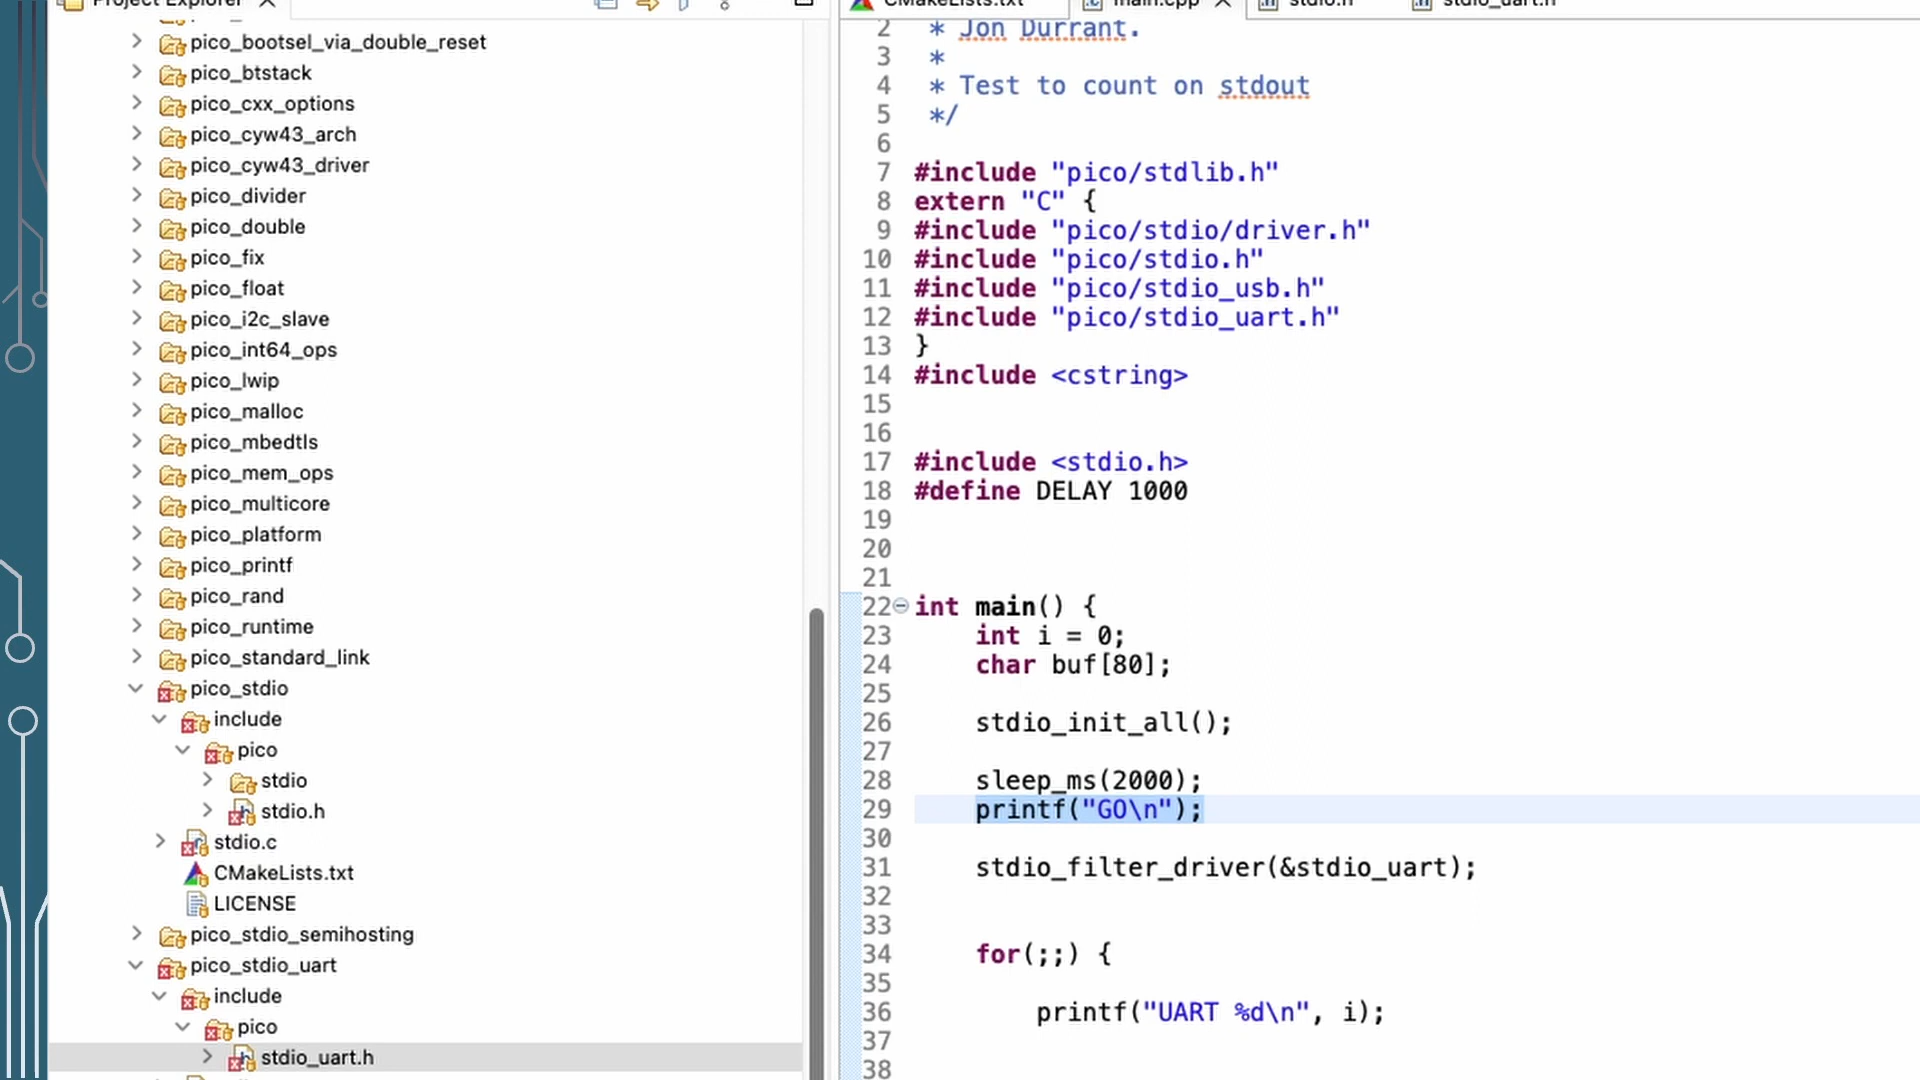 Project Explorer
pico_bootsel_via_double_reset
pico_btstack
pico_cxx_options
pico_cyw43_arch
pico_cyw43_driver
pico_divider
pico_double
pico_fix
pico_float
pico_i2c_slave
pico_int64_ops
pico_lwip
pico_malloc
pico_mbedtls
pico_mem_ops
pico_multicore
pico_platform
pico_printf
pico_rand
pico_runtime
pico_standard_link
pico_stdio
include
pico
stdio
stdio.h
stdio.c
CMakeLists.txt
LICENSE
pico_stdio_semihosting
pico_stdio_uart
include
pico
stdio_uart.h
CMakeLists.txt main.cpp stdio.h stdio_uart.h
2 * Jon Durrant.
3 *
4 * Test to count on stdout
5 */
6
7 #include "pico/stdlib.h"
8 extern "C" {
9 #include "pico/stdio/driver.h"
10 #include "pico/stdio.h"
11 #include "pico/stdio_usb.h"
12 #include "pico/stdio_uart.h"
13 }
14 #include <cstring>
15
16
17 #include <stdio.h>
18 #define DELAY 1000
19
20
21
22 int main() {
23 int i = 0;
24 char buf[80];
25
26 stdio_init_all();
27
28 sleep_ms(2000);
29 printf("GO\n");
30
31 stdio_filter_driver(&stdio_uart);
32
33
34 for(;;) {
35
36 printf("UART %d\n", i);
37
38